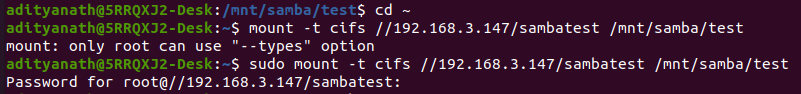 adityanath@5RRQXJ2-Desk:/mnt/samba/test$ cd ~
adityanath@5RRQXJ2-Desk:~$ mount -t cifs //192.168.3.147/sambatest /mnt/samba/test
mount: only root can use "--types" option
adityanath@5RRQXJ2-Desk:~$ sudo mount -t cifs //192.168.3.147/sambatest /mnt/samba/test
Password for root@//192.168.3.147/sambatest: